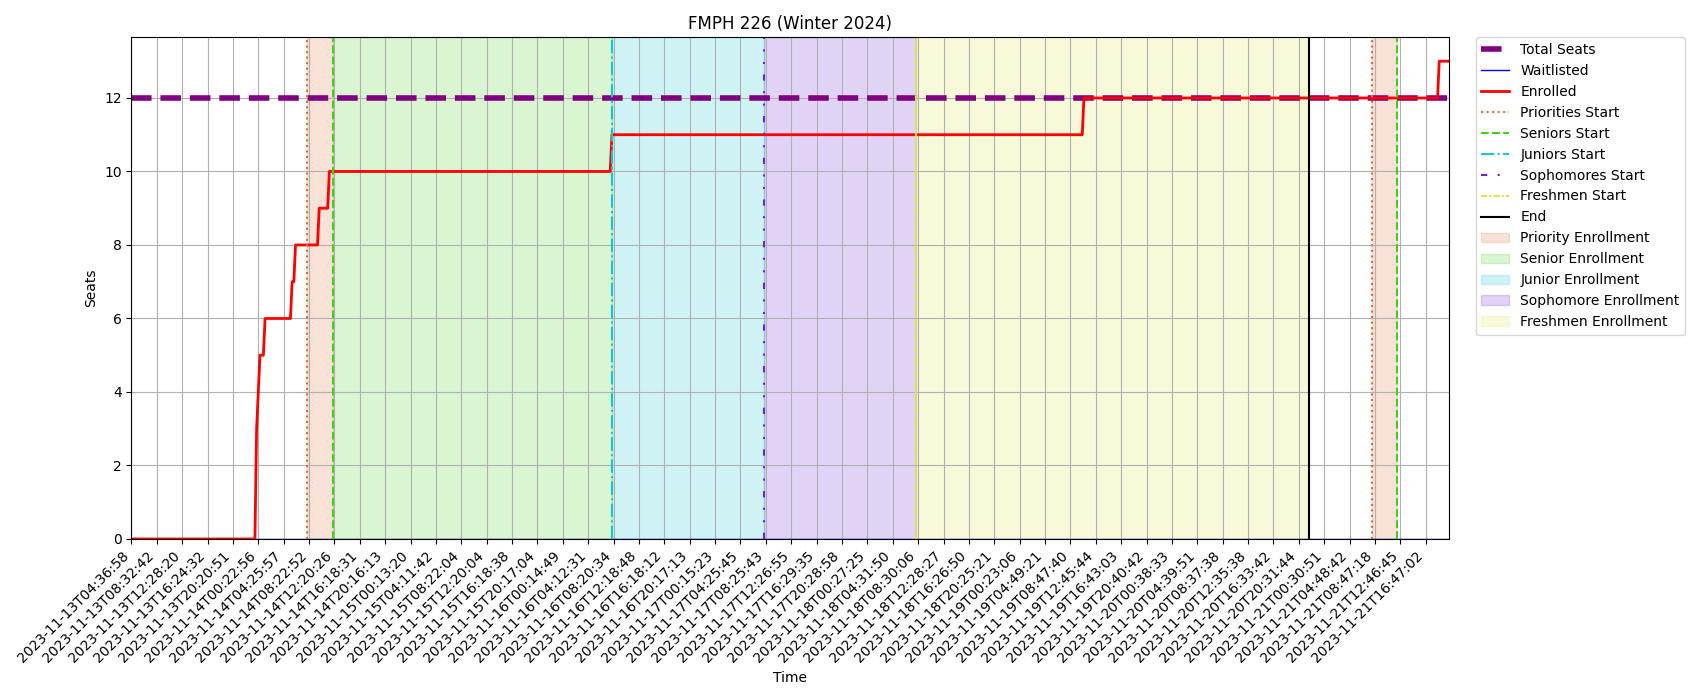 FMPH 226 (Winter 2024)
Total Seats
Waitlisted
Enrolled
Priorities Start
Seniors Start
Juniors Start
Sophomores Start
Freshmen Start
End
Priority Enrollment
Senior Enrollment
Junior Enrollment
Sophomore Enrollment
Freshmen Enrollment
Seats
12
10
8
6
4
2
0
2023-11-13T04:36:58
2023-11-13T08:32:42
2023-11-13T12:28:20
2023-11-13T16:24:32
2023-11-13T20:20:51
2023-11-14T00:22:56
2023-11-14T04:25:57
2023-11-14T08:22:52
2023-11-14T12:20:26
2023-11-14T16:18:31
2023-11-14T20:16:13
2023-11-15T00:13:20
2023-11-15T04:11:42
2023-11-15T08:22:04
2023-11-15T12:20:04
2023-11-15T16:18:38
2023-11-15T20:17:04
2023-11-16T00:14:49
2023-11-16T04:12:31
2023-11-16T08:20:34
2023-11-16T12:18:48
2023-11-16T16:18:12
2023-11-16T20:17:13
2023-11-17T00:15:23
2023-11-17T04:25:45
2023-11-17T08:25:43
2023-11-17T12:26:55
2023-11-17T16:29:35
2023-11-17T20:28:58
2023-11-18T00:27:25
2023-11-18T04:31:50
2023-11-18T08:30:06
2023-11-18T12:28:27
2023-11-18T16:26:50
2023-11-18T20:25:21
2023-11-19T00:23:06
2023-11-19T04:49:21
2023-11-19T08:47:40
2023-11-19T12:45:44
2023-11-19T16:43:03
2023-11-19T20:40:42
2023-11-20T00:38:33
2023-11-20T04:39:51
2023-11-20T08:37:38
2023-11-20T12:35:38
2023-11-20T16:33:42
2023-11-20T20:31:44
2023-11-21T00:30:51
2023-11-21T04:48:42
2023-11-21T08:47:18
2023-11-21T12:46:45
2023-11-21T16:47:02
Time